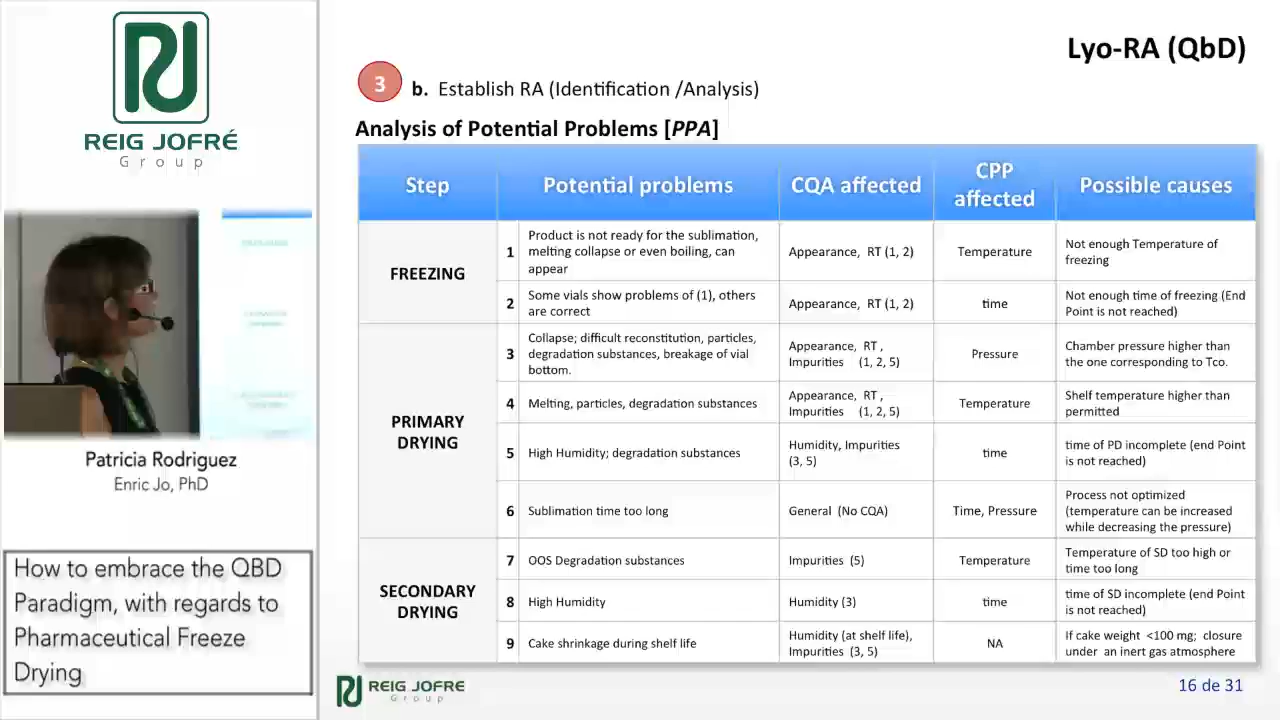 REIG JOFRÉ
Group
Patricia Rodriguez
Enric Jo, PhD
How to embrace the QBD
Paradigm, with regards to
Pharmaceutical Freeze
Drying
Lyo-RA (QbD)
3
b. Establish RA (Identification /Analysis)
Analysis of Potential Problems [PPA]
Step
Potential problems
CQA affected
CPP
affected
Possible causes
FREEZING
1
Product is not ready for the sublimation,
melting collapse or even boiling, can
appear
Appearance, RT (1, 2)
Temperature
Not enough Temperature of
freezing
2
Some vials show problems of (1), others
are correct
Appearance, RT (1, 2)
time
Not enough time of freezing (End
Point is not reached)
PRIMARY
DRYING
3
Collapse; difficult reconstitution, particles,
degradation substances, breakage of vial
bottom.
Appearance, RT ,
Impurities (1, 2, 5)
Pressure
Chamber pressure higher than
the one corresponding to Tco.
4
Melting, particles, degradation substances
Appearance, RT ,
Impurities (1, 2, 5)
Temperature
Shelf temperature higher than
permitted
5
High Humidity; degradation substances
Humidity, Impurities
(3, 5)
time
time of PD incomplete (end Point
is not reached)
6
Sublimation time too long
General (No CQA)
Time, Pressure
Process not optimized
(temperature can be increased
while decreasing the pressure)
SECONDARY
DRYING
7
OOS Degradation substances
Impurities (5)
Temperature
Temperature of SD too high or
time too long
8
High Humidity
Humidity (3)
time
time of SD incomplete (end Point
is not reached)
9
Cake shrinkage during shelf life
Humidity (at shelf life),
Impurities (3, 5)
NA
If cake weight <100 mg; closure
under an inert gas atmosphere
REIG JOFRE
Group
16 de 31